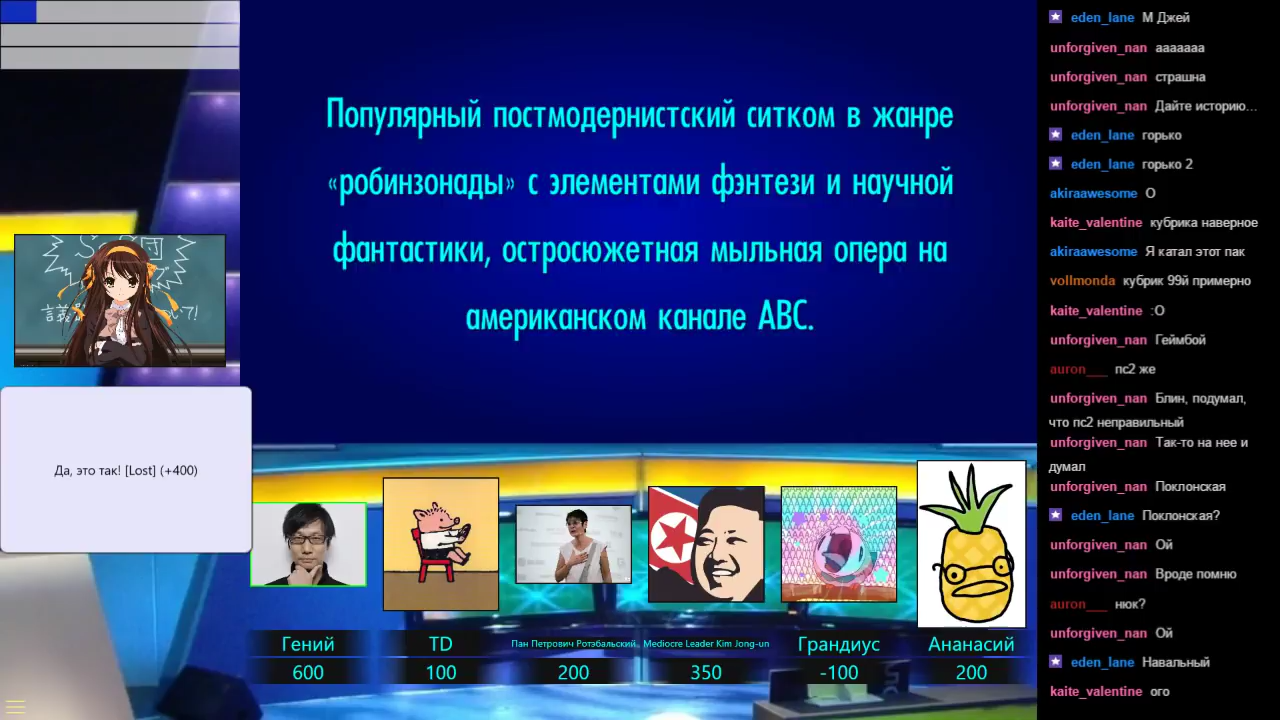 Популярный постмодернистский ситком в жанре
«робинзонады» с элементами фэнтези и научной
фантастики, остросюжетная мыльная опера на
американском канале ABC.
Да, это так! [Lost] (+400)
Гений
600
TD
100
Пан Петрович Ротэбальский
200
Mediocre Leader Kim Jong-un
350
Грандиус
-100
Ананасий
200
eden_lane М Джей
unforgiven_nan ааааааа
unforgiven_nan страшна
unforgiven_nan Дайте историю...
eden_lane горько
eden_lane горько 2
akiraawesome О
kaite_valentine кубрика наверное
akiraawesome Я катал этот пак
vollmonda кубрик 99й примерно
kaite_valentine :O
unforgiven_nan Геймбой
auron___ пс2 же
unforgiven_nan Блин, подумал,
что пс2 неправильный
unforgiven_nan Так-то на нее и
думал
unforgiven_nan Поклонская
eden_lane Поклонская?
unforgiven_nan Ой
unforgiven_nan Вроде помню
auron___ нюк?
unforgiven_nan Ой
eden_lane Навальный
kaite_valentine ого